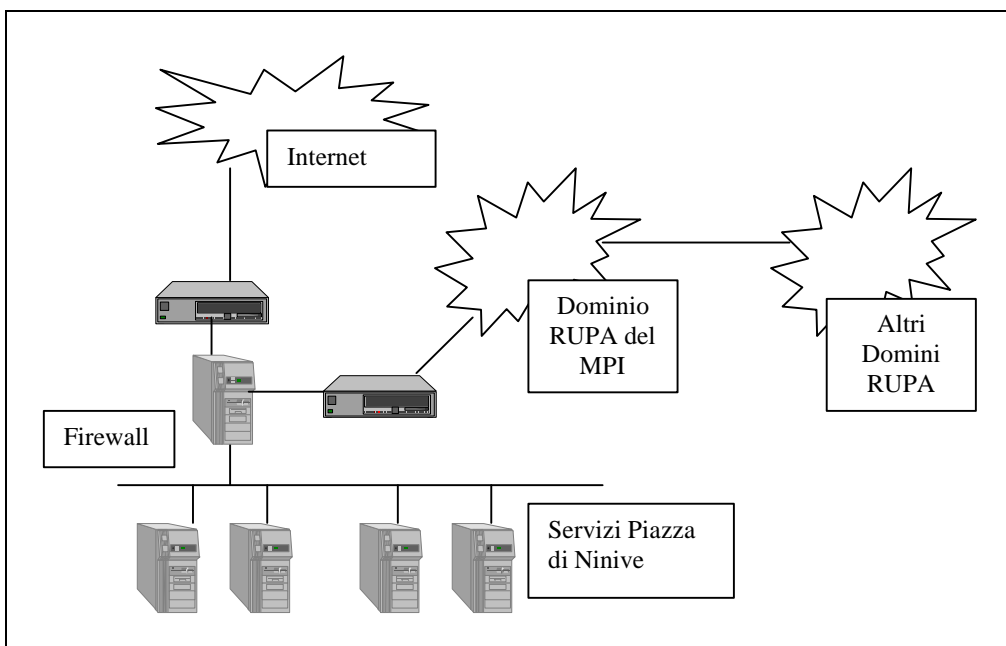 Internet
Dominio
RUPA del
MPI
Altri
Domini
RUPA
Firewall
Servizi Piazza
di Ninive